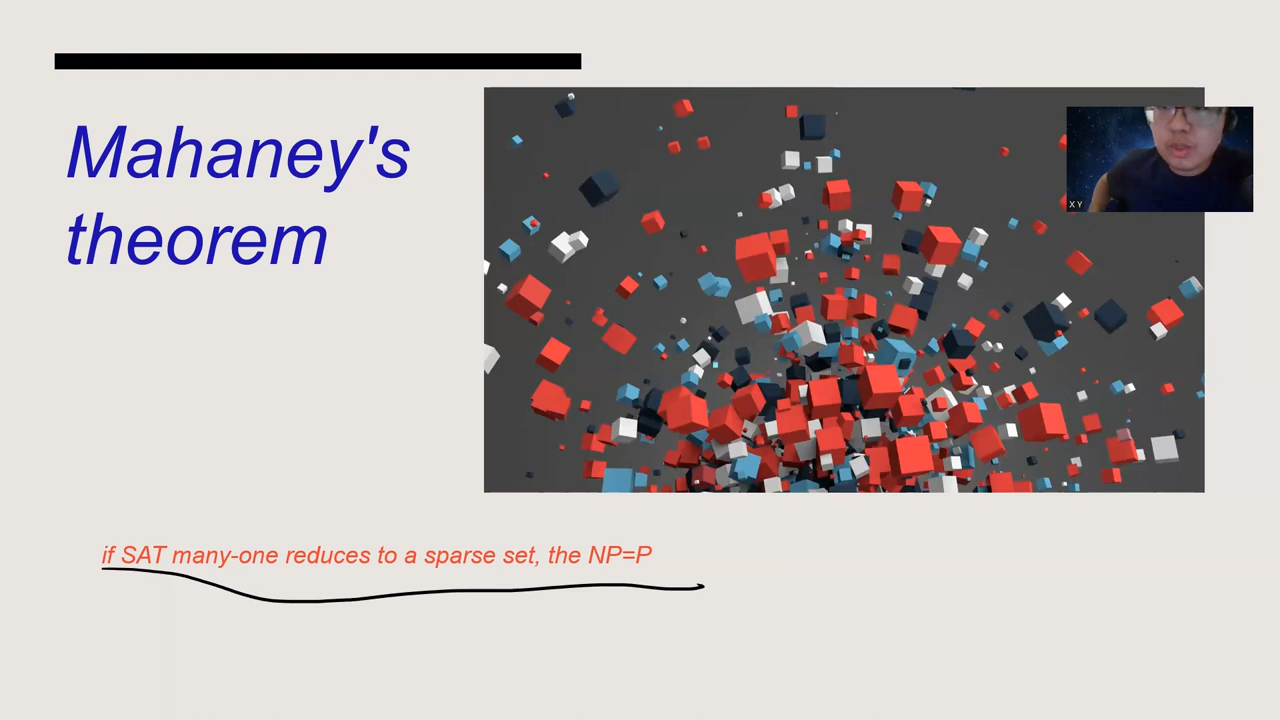 Mahaney's
theorem
X Y
if SAT many-one reduces to a sparse set, the NP=P